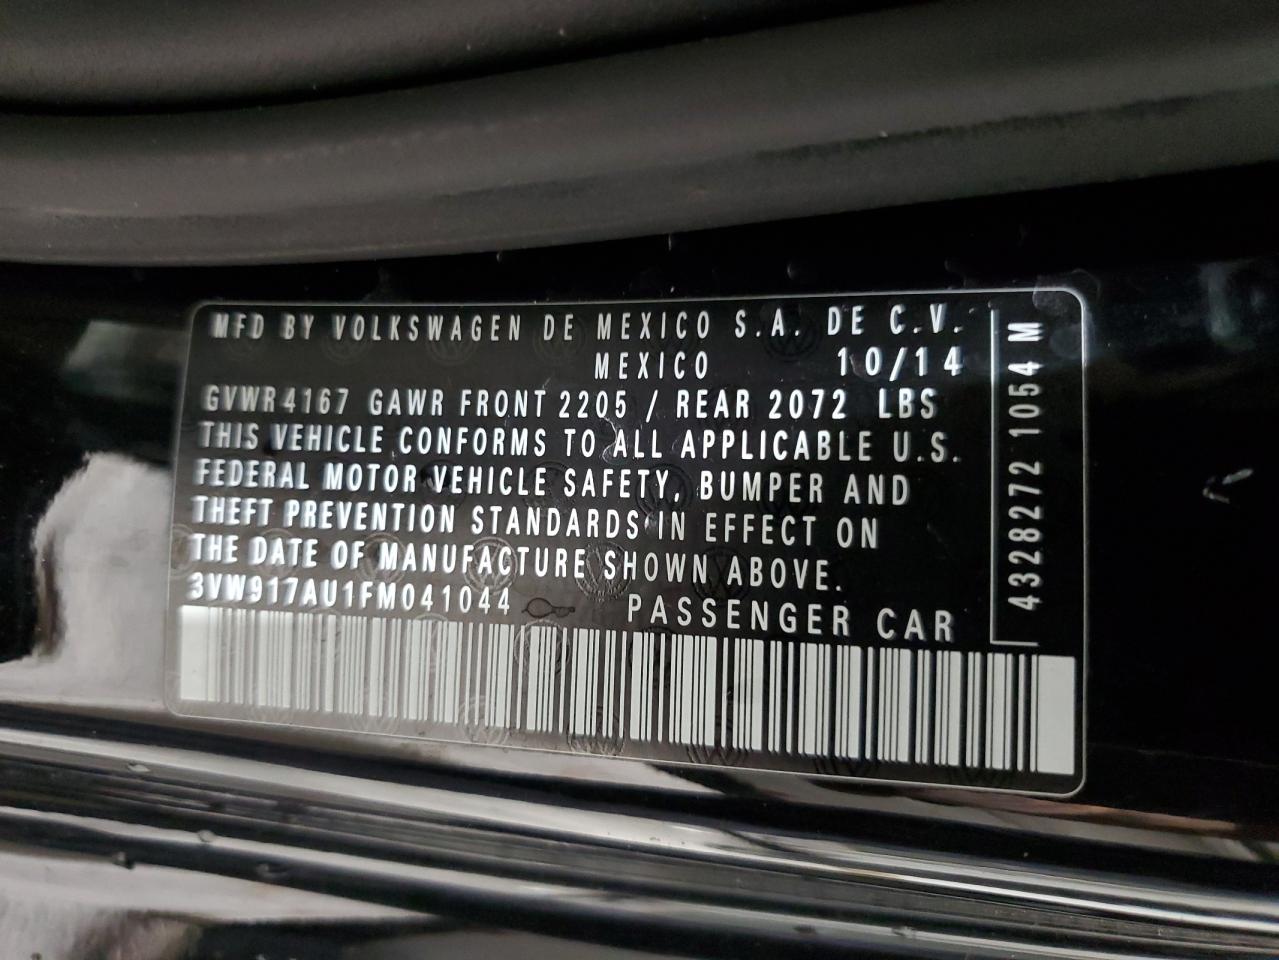 MFD BY VOLKSWAGEN DE MEXICO S.A. DE C.V.
MEXICO 10/14
GVWR 4167 GAWR FRONT 2205 / REAR 2072 LBS
THIS VEHICLE CONFORMS TO ALL APPLICABLE U.S.
FEDERAL MOTOR VEHICLE SAFETY, BUMPER AND
THEFT PREVENTION STANDARDS IN EFFECT ON
THE DATE OF MANUFACTURE SHOWN ABOVE.
3VW917AU1FM041044 PASSENGER CAR
4328272 1054 M